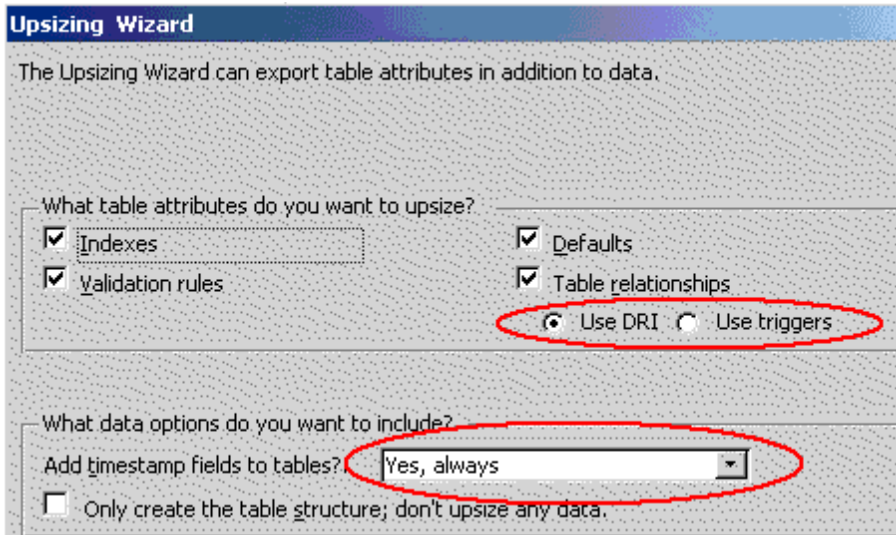 Upsizing Wizard
The Upsizing Wizard can export table attributes in addition to data.
What table attributes do you want to upsize?
Indexes
Defaults
Validation rules
Table relationships
Use DRI Use triggers
What data options do you want to include?
Add timestamp fields to tables? Yes, always
Only create the table structure; don't upsize any data.